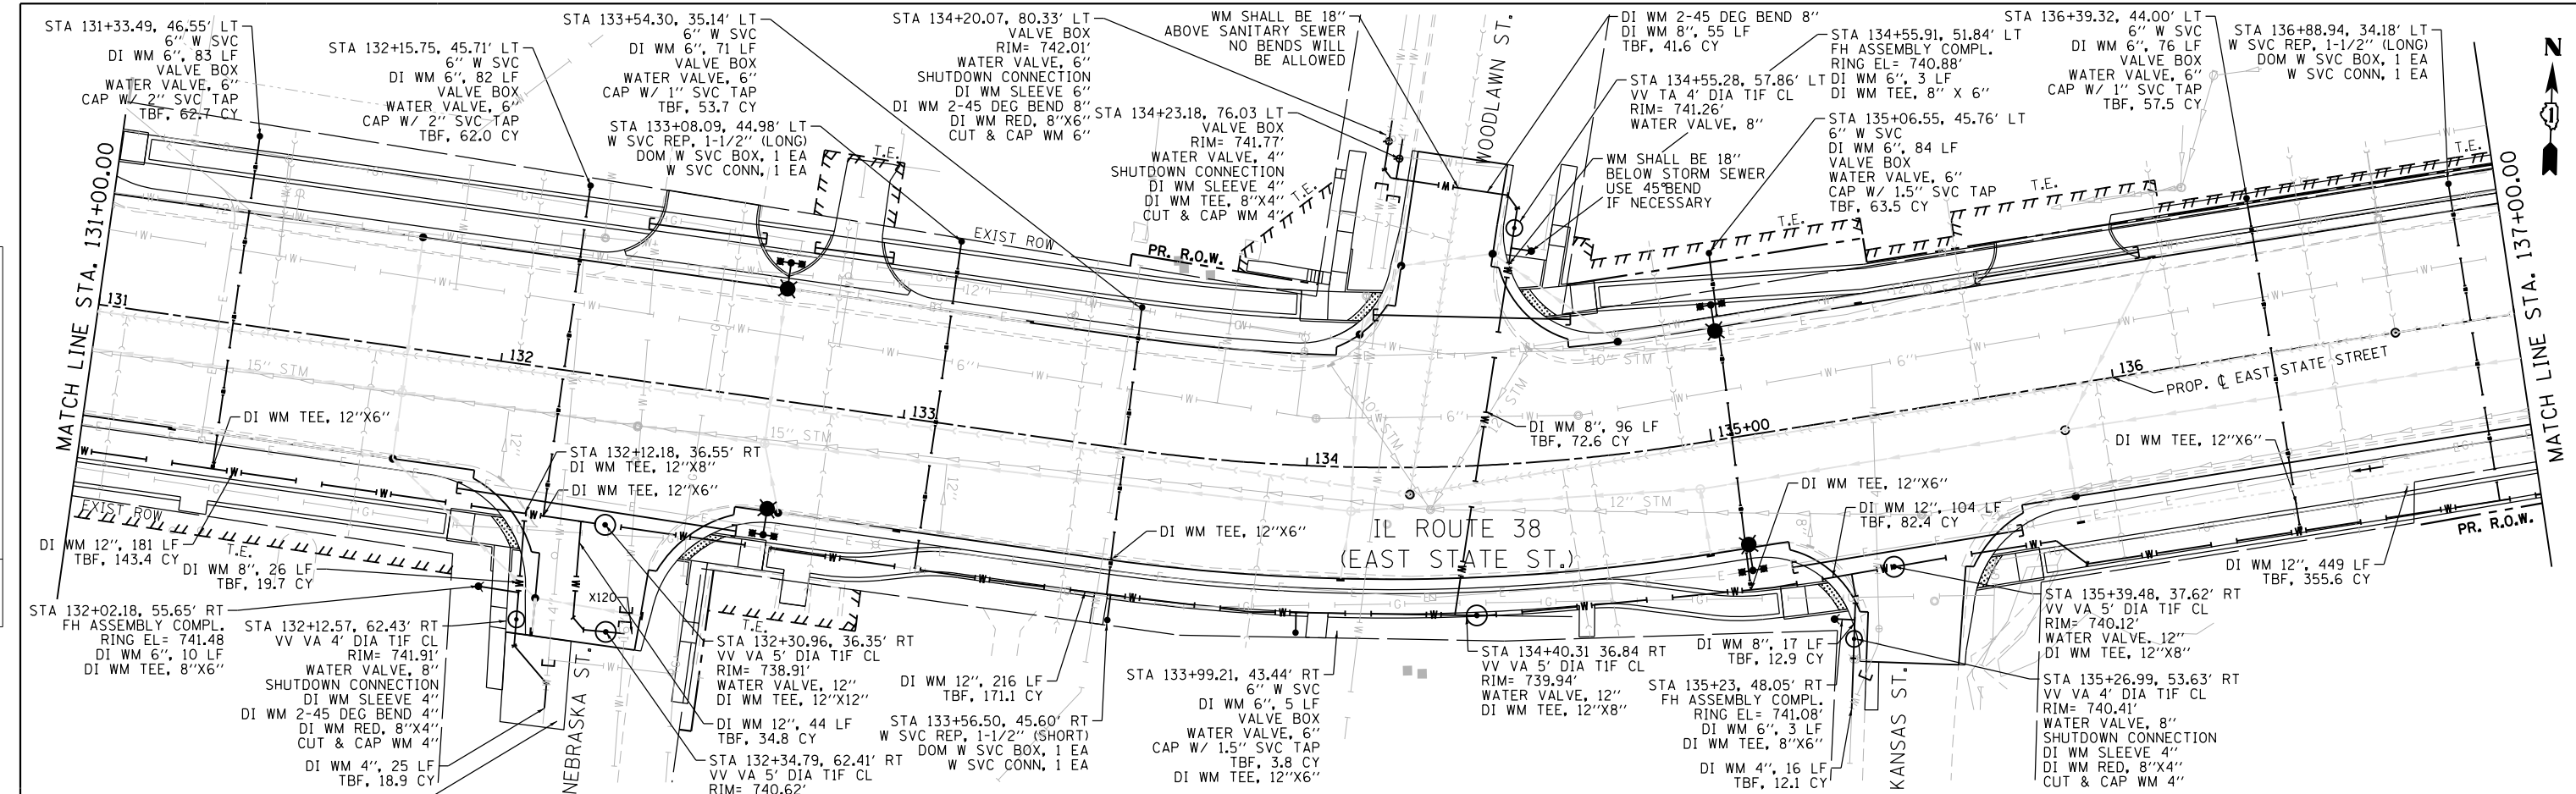 STA 131+33.49, 46.55' LT
6" W SVC
DI WM 6", 83 LF
VALVE BOX
WATER VALVE, 6"
CAP W/ 2" SVC TAP
TBF, 62.7 CY
STA 132+15.75, 45.71' LT
6" W SVC
DI WM 6", 82 LF
VALVE BOX
WATER VALVE, 6"
CAP W/ 2" SVC TAP
TBF, 62.0 CY
STA 133+54.30, 35.14' LT
6" W SVC
DI WM 6", 71 LF
VALVE BOX
WATER VALVE, 6"
CAP W/ 1" SVC TAP
TBF, 53.7 CY
STA 133+08.09, 44.98' LT
W SVC REP, 1-1/2" (LONG)
DOM W SVC BOX, 1 EA
W SVC CONN, 1 EA
STA 134+20.07, 80.33' LT
VALVE BOX
RIM= 742.01'
WATER VALVE, 6"
SHUTDOWN CONNECTION
DI WM SLEEVE 6"
DI WM 2-45 DEG BEND 8"
DI WM RED, 8"X6"
CUT & CAP WM 6"
STA 134+23.18, 76.03 LT
VALVE BOX
RIM= 741.77'
WATER VALVE, 4"
SHUTDOWN CONNECTION
DI WM SLEEVE 4"
DI WM TEE, 8"X4"
CUT & CAP WM 4"
WM SHALL BE 18"
ABOVE SANITARY SEWER
NO BENDS WILL
BE ALLOWED
WOODLAWN ST.
DI WM 2-45 DEG BEND 8"
DI WM 8", 55 LF
TBF, 41.6 CY
STA 134+55.28, 57.86' LT
VV TA 4' DIA T1F CL
RIM= 741.26'
WATER VALVE, 8"
WM SHALL BE 18"
BELOW STORM SEWER
USE 45°BEND
IF NECESSARY
STA 134+55.91, 51.84' LT
FH ASSEMBLY COMPL.
RING EL= 740.88'
DI WM 6", 3 LF
DI WM TEE, 8" X 6"
STA 135+06.55, 45.76' LT
6" W SVC
DI WM 6", 84 LF
VALVE BOX
WATER VALVE, 6"
CAP W/ 1.5" SVC TAP
TBF, 63.5 CY
STA 136+39.32, 44.00' LT
6" W SVC
DI WM 6", 76 LF
VALVE BOX
WATER VALVE, 6"
CAP W/ 1" SVC TAP
TBF, 57.5 CY
STA 136+88.94, 34.18' LT
W SVC REP, 1-1/2" (LONG)
DOM W SVC BOX, 1 EA
W SVC CONN, 1 EA
N
MATCH LINE STA. 131+00.00
MATCH LINE STA. 137+00.00
T.E.
T.E.
T.E.
T.E.
T.E.
EXIST ROW
PR. R.O.W.
131
132
133
134
135+00
136
PROP. ℄ EAST STATE STREET
15" STM
15" STM
10" STM
10" STM
12" STM
12" STM
12"
12"
12"
12"
6"
6"
6"
8"
DI WM TEE, 12"X6"
STA 132+12.18, 36.55' RT
DI WM TEE, 12"X8"
DI WM TEE, 12"X6"
DI WM 8", 96 LF
TBF, 72.6 CY
DI WM TEE, 12"X6"
DI WM TEE, 12"X6"
DI WM 12", 104 LF
TBF, 82.4 CY
DI WM TEE, 12"X6"
IL ROUTE 38
(EAST STATE ST.)
EXIST ROW
T.E.
T.E.
PR. R.O.W.
X120
DI WM 12", 181 LF
TBF, 143.4 CY
DI WM 8", 26 LF
TBF, 19.7 CY
STA 132+02.18, 55.65' RT
FH ASSEMBLY COMPL.
RING EL= 741.48
DI WM 6", 10 LF
DI WM TEE, 8"X6"
STA 132+12.57, 62.43' RT
VV VA 4' DIA T1F CL
RIM= 741.91'
WATER VALVE, 8"
SHUTDOWN CONNECTION
DI WM SLEEVE 4"
DI WM 2-45 DEG BEND 4"
DI WM RED, 8"X4"
CUT & CAP WM 4"
DI WM 4", 25 LF
TBF, 18.9 CY
NEBRASKA ST.
STA 132+30.96, 36.35' RT
VV VA 5' DIA T1F CL
RIM= 738.91'
WATER VALVE, 12"
DI WM TEE, 12"X12"
DI WM 12", 44 LF
TBF, 34.8 CY
STA 132+34.79, 62.41' RT
VV VA 5' DIA T1F CL
RIM= 740.62'
DI WM 12", 216 LF
TBF, 171.1 CY
STA 133+56.50, 45.60' RT
W SVC REP, 1-1/2" (SHORT)
DOM W SVC BOX, 1 EA
W SVC CONN, 1 EA
STA 133+99.21, 43.44' RT
6" W SVC
DI WM 6", 5 LF
VALVE BOX
WATER VALVE, 6"
CAP W/ 1.5" SVC TAP
TBF, 3.8 CY
DI WM TEE, 12"X6"
STA 134+40.31 36.84 RT
VV VA 5' DIA T1F CL
RIM= 739.94'
WATER VALVE, 12"
DI WM TEE, 12"X8"
DI WM 8", 17 LF
TBF, 12.9 CY
STA 135+23, 48.05' RT
FH ASSEMBLY COMPL.
RING EL= 741.08'
DI WM 6", 3 LF
DI WM TEE, 8"X6"
DI WM 4", 16 LF
TBF, 12.1 CY
KANSAS ST.
DI WM 12", 449 LF
TBF, 355.6 CY
STA 135+39.48, 37.62' RT
VV VA 5' DIA T1F CL
RIM= 740.12'
WATER VALVE, 12"
DI WM TEE, 12"X8"
STA 135+26.99, 53.63' RT
VV VA 4' DIA T1F CL
RIM= 740.41'
WATER VALVE, 8"
SHUTDOWN CONNECTION
DI WM SLEEVE 4"
DI WM RED, 8"X4"
CUT & CAP WM 4"